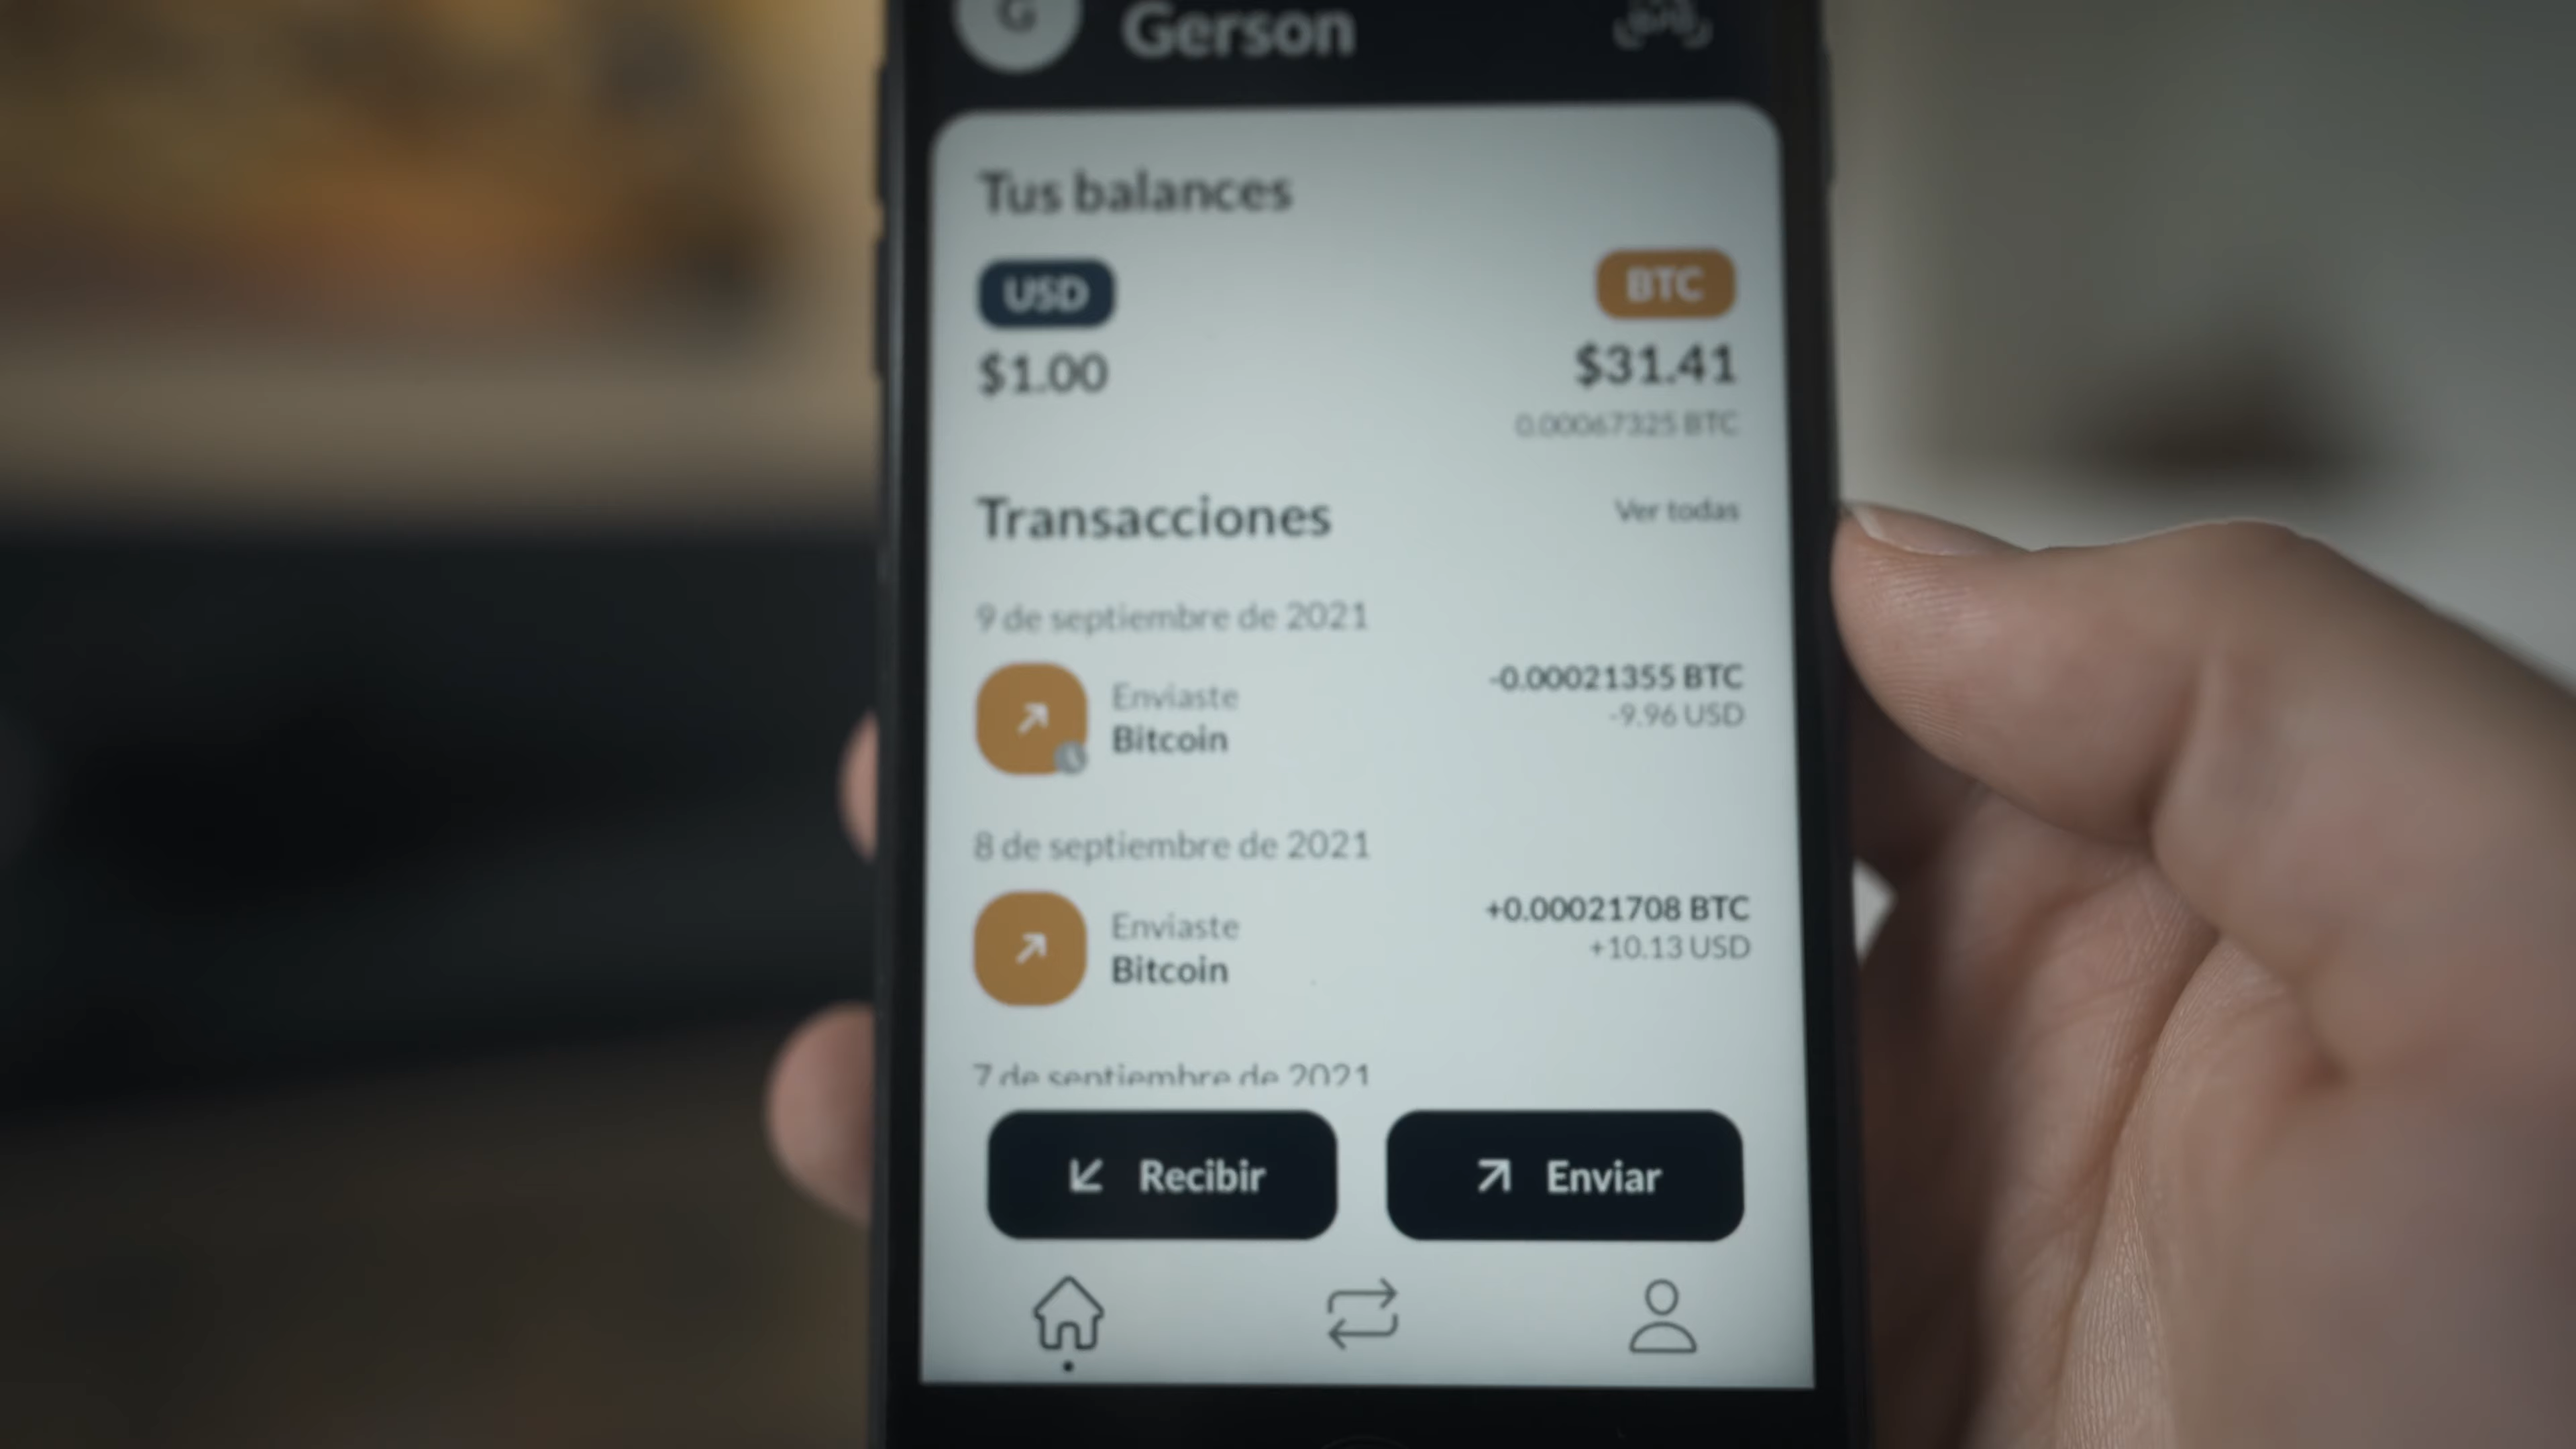 G
Gerson
Tus balances
USD
BTC
$1.00
$31.41
0.00067325 BTC
Transacciones
Ver todas
9 de septiembre de 2021
Enviaste
Bitcoin
-0.00021355 BTC
-9.96 USD
8 de septiembre de 2021
Enviaste
Bitcoin
+0.00021708 BTC
+10.13 USD
7 de septiembre de 2021
Recibir
Enviar